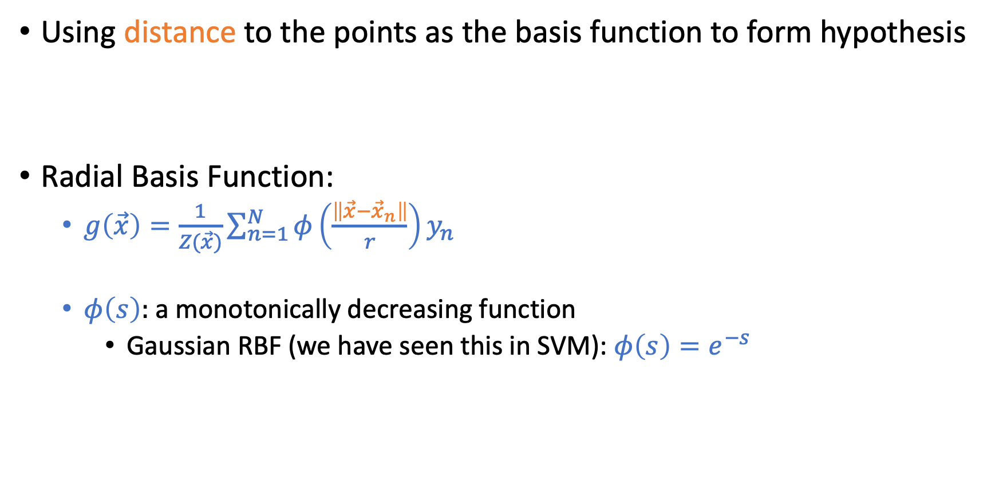 • Using distance to the points as the basis function to form hypothesis
• Radial Basis Function:
• $g(\vec{x}) = \frac{1}{Z(\vec{x})} \sum_{n=1}^{N} \phi\left(\frac{\|\vec{x}-\vec{x}_n\|}{r}\right) y_n$
• $\phi(s)$: a monotonically decreasing function
• Gaussian RBF (we have seen this in SVM): $\phi(s) = e^{-s}$